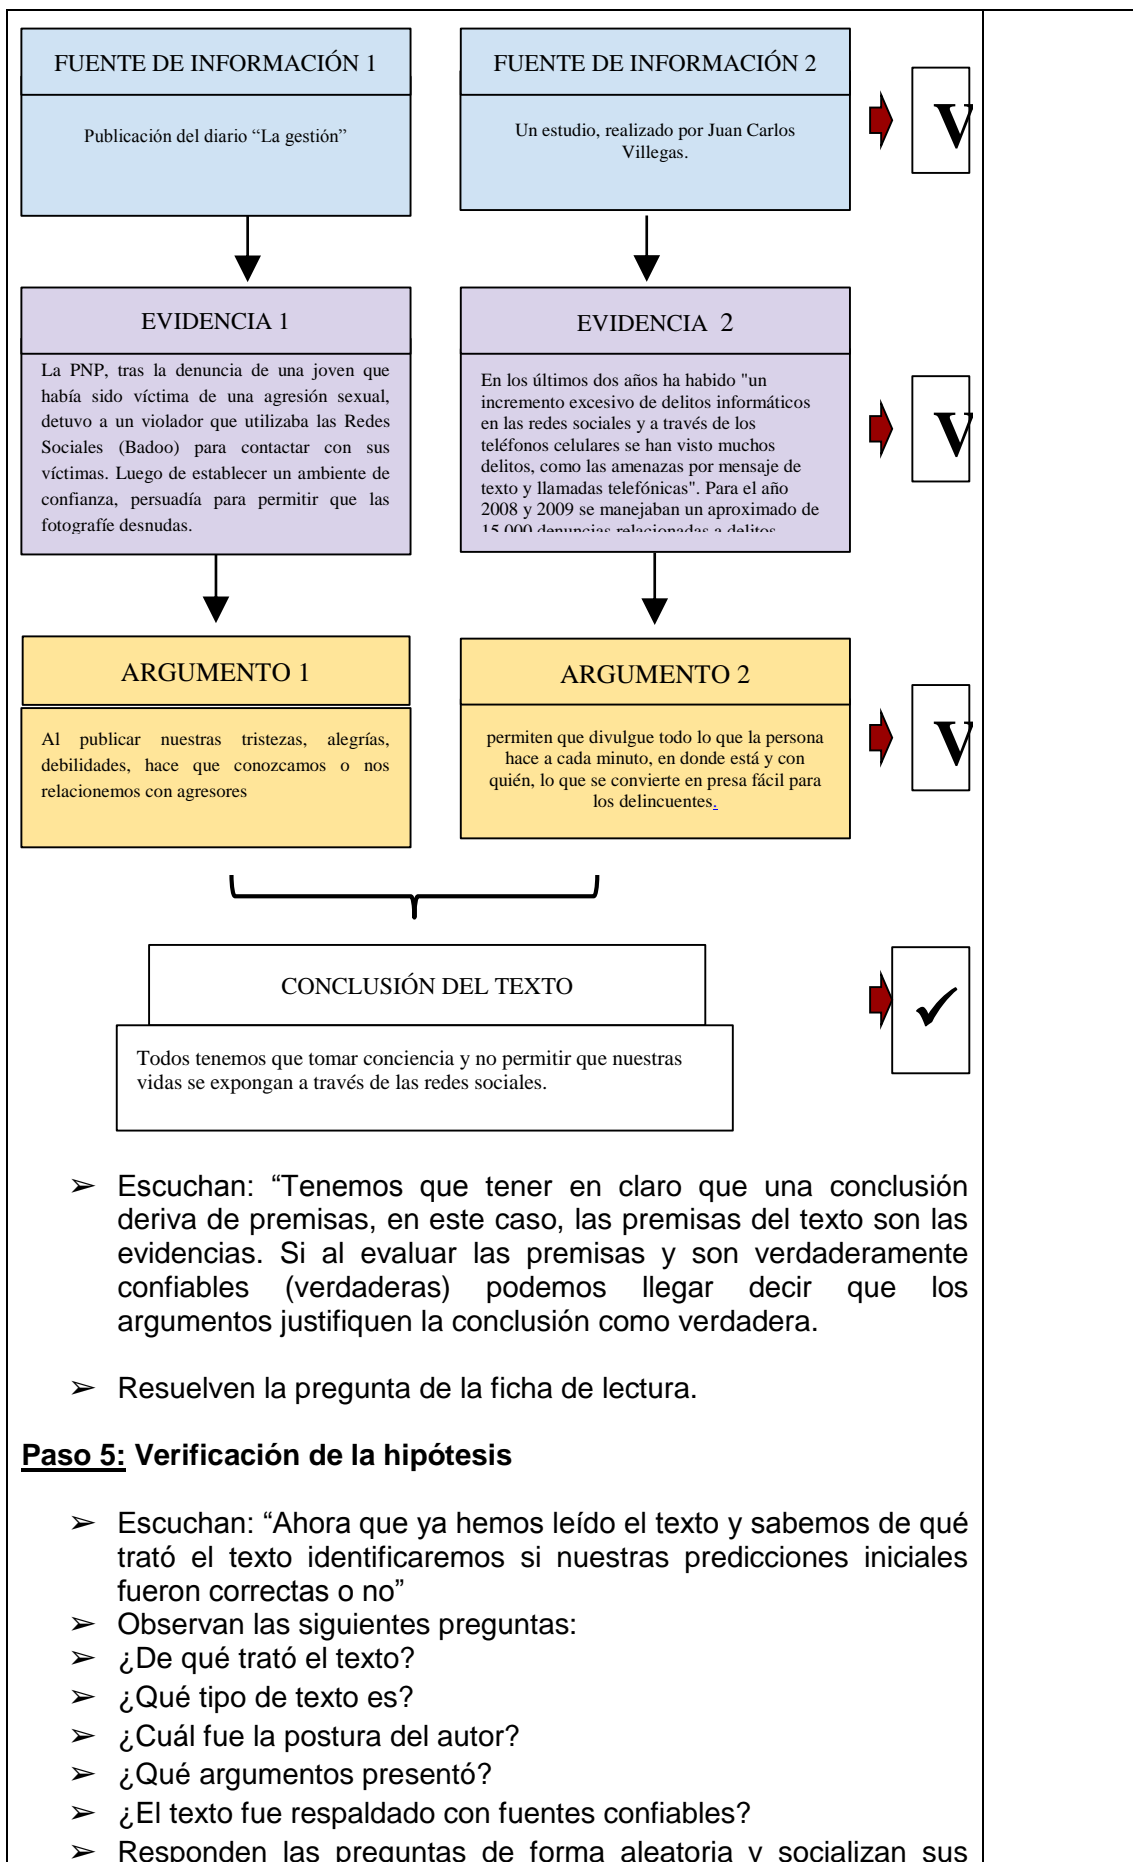 FUENTE DE INFORMACIÓN 1
Publicación del diario “La gestión”
FUENTE DE INFORMACIÓN 2
Un estudio, realizado por Juan Carlos
Villegas.
V
EVIDENCIA 1
La PNP, tras la denuncia de una joven que
había sido víctima de una agresión sexual,
detuvo a un violador que utilizaba las Redes
Sociales (Badoo) para contactar con sus
víctimas. Luego de establecer un ambiente de
confianza, persuadía para permitir que las
fotografíe desnudas.
EVIDENCIA 2
En los últimos dos años ha habido "un
incremento excesivo de delitos informáticos
en las redes sociales y a través de los
teléfonos celulares se han visto muchos
delitos, como las amenazas por mensaje de
texto y llamadas telefónicas". Para el año
2008 y 2009 se manejaban un aproximado de
15.000 denuncias relacionadas a delitos
V
ARGUMENTO 1
Al publicar nuestras tristezas, alegrías,
debilidades, hace que conozcamos o nos
relacionemos con agresores
ARGUMENTO 2
permiten que divulgue todo lo que la persona
hace a cada minuto, en donde está y con
quién, lo que se convierte en presa fácil para
los delincuentes.
V
CONCLUSIÓN DEL TEXTO
Todos tenemos que tomar conciencia y no permitir que nuestras
vidas se expongan a través de las redes sociales.
✓
➢ Escuchan: “Tenemos que tener en claro que una conclusión
deriva de premisas, en este caso, las premisas del texto son las
evidencias. Si al evaluar las premisas y son verdaderamente
confiables (verdaderas) podemos llegar decir que los
argumentos justifiquen la conclusión como verdadera.
➢ Resuelven la pregunta de la ficha de lectura.
Paso 5: Verificación de la hipótesis
➢ Escuchan: “Ahora que ya hemos leído el texto y sabemos de qué
trató el texto identificaremos si nuestras predicciones iniciales
fueron correctas o no”
➢ Observan las siguientes preguntas:
➢ ¿De qué trató el texto?
➢ ¿Qué tipo de texto es?
➢ ¿Cuál fue la postura del autor?
➢ ¿Qué argumentos presentó?
➢ ¿El texto fue respaldado con fuentes confiables?
➢ Responden las preguntas de forma aleatoria y socializan sus